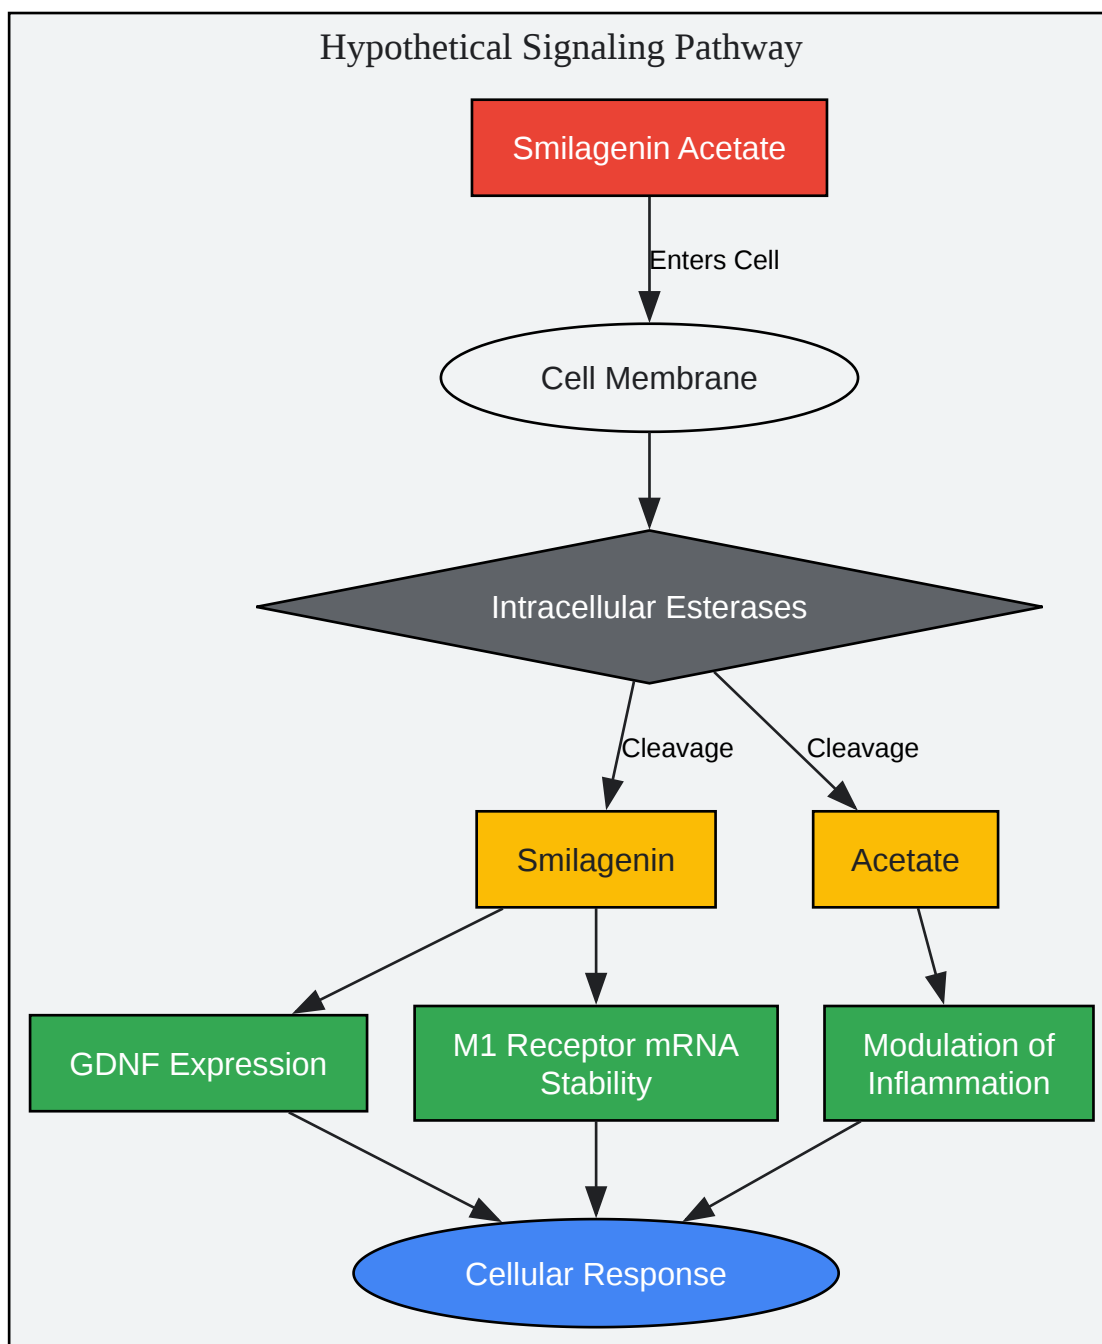 Hypothetical Signaling Pathway
Smilagenin Acetate
Enters Cell
Cell Membrane
Intracellular Esterases
Cleavage
Cleavage
Smilagenin
Acetate
GDNF Expression
M1 Receptor mRNA
Stability
Modulation of
Inflammation
Cellular Response